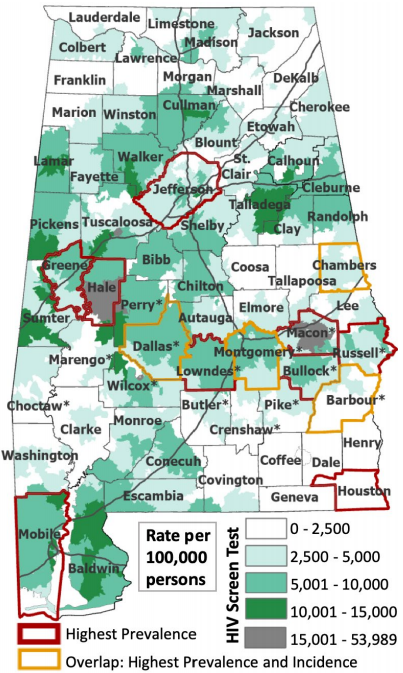 Lauderdale
Limestone
Jackson
Colbert
Madison
Lawrence
Franklin
Morgan
DeKalb
Marshall
Marion
Winston
Cullman
Cherokee
Etowah
Blount
Lamar
Walker
St.
Clair
Calhoun
Fayette
Jefferson
Cleburne
Talladega
Randolph
Pickens
Tuscaloosa
Shelby
Clay
Greene
Bibb
Coosa
Chambers
Hale
Chilton
Tallapoosa
Perry*
Sumter
Autauga
Elmore
Lee
Macon*
Marengo*
Dallas*
Montgomery*
Russell*
Lowndes*
Bullock*
Wilcox*
Choctaw*
Butler*
Pike*
Barbour*
Monroe
Clarke
Crenshaw*
Henry
Washington
Conecuh
Coffee
Dale
Covington
Escambia
Geneva
Houston
Mobile
Baldwin
Rate per
100,000
persons
HIV Screen Test
0 - 2,500
2,500 - 5,000
5,001 - 10,000
10,001 - 15,000
15,001 - 53,989
Highest Prevalence
Overlap: Highest Prevalence and Incidence